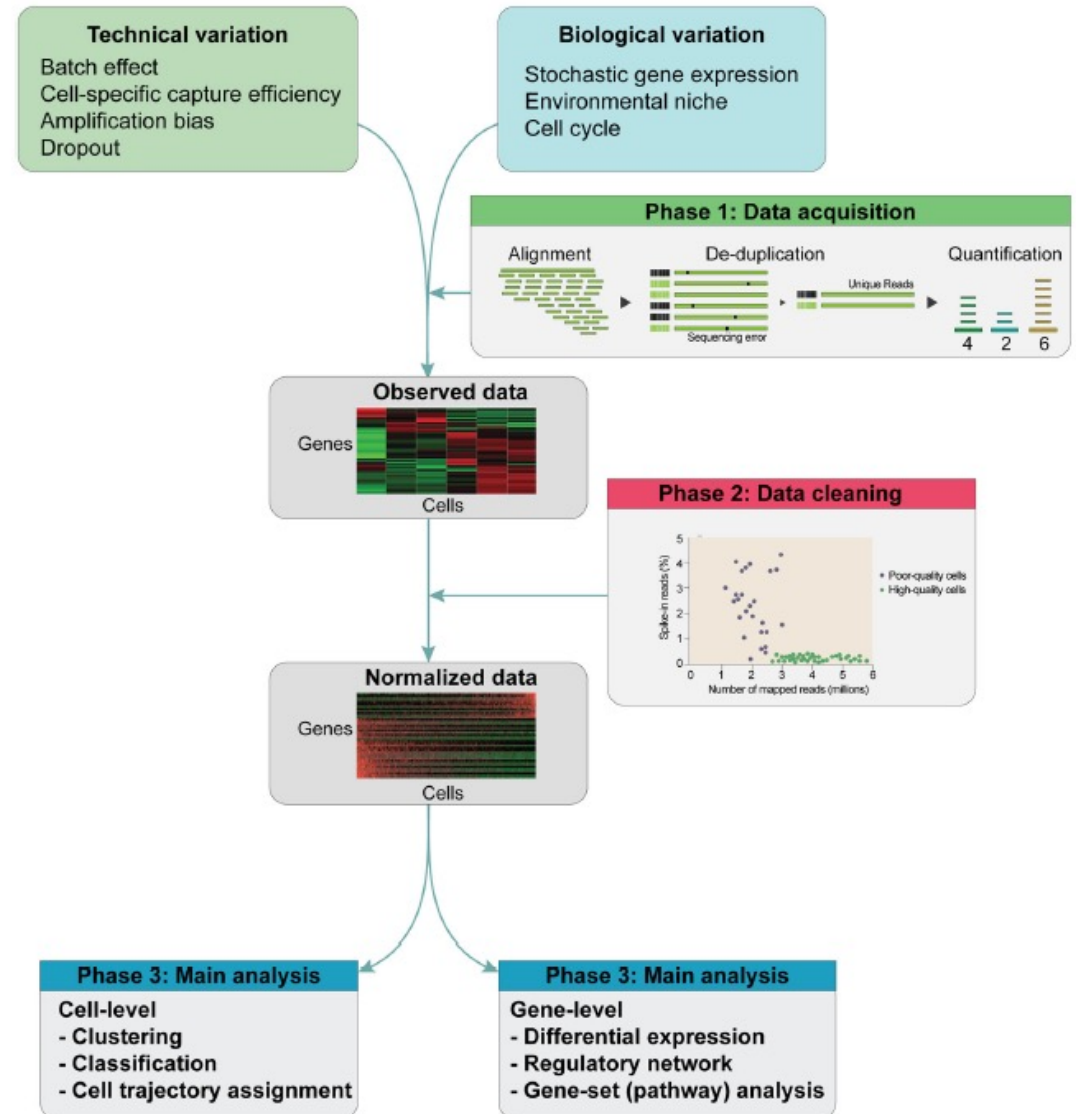 Technical variation
Batch effect
Cell-specific capture efficiency
Amplification bias
Dropout
Biological variation
Stochastic gene expression
Environmental niche
Cell cycle
Phase 1: Data acquisition
Alignment
De-duplication
Quantification
Unique Reads
Sequencing error
4 2 6
Observed data
Genes
Cells
Phase 2: Data cleaning
Spike-in reads (%)
5
4
3
2
1
0
0 1 2 3 4 5 6
Number of mapped reads (millions)
Poor-quality cells
High-quality cells
Normalized data
Genes
Cells
Phase 3: Main analysis
Cell-level
- Clustering
- Classification
- Cell trajectory assignment
Phase 3: Main analysis
Gene-level
- Differential expression
- Regulatory network
- Gene-set (pathway) analysis